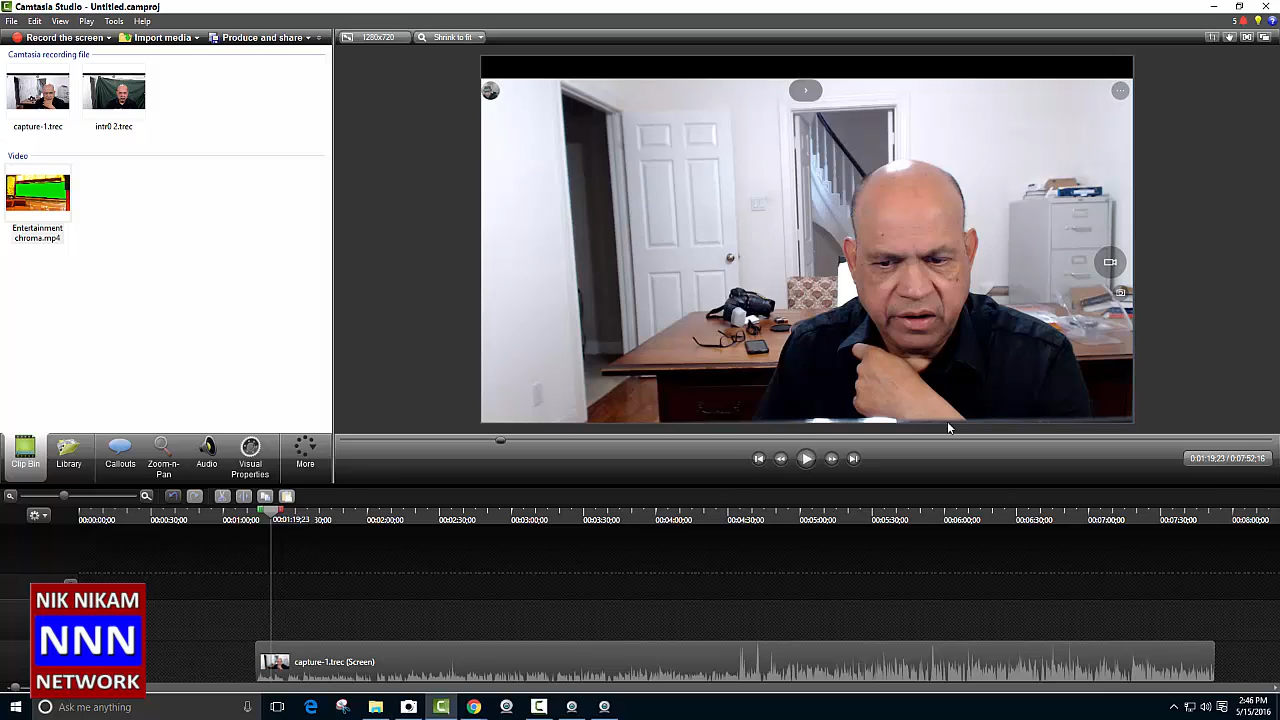 Camtasia Studio - Untitled.camproj
File Edit View Play Tools Help
5
Record the screen Import media Produce and share
1280x720 Shrink to fit
Camtasia recording file
capture-1.trec intr0 2.trec
Video
Entertainment
chroma.mp4
Clip Bin Library Callouts Zoom-n-
Pan Audio Visual
Properties More
0:01:19;23 / 0:07:52;16
00:00:00;00 00:00:30;00 00:01:00;00 00:01:19;23 :30;00 00:02:00;00 00:02:30;00 00:03:00;00 00:03:30;00 00:04:00;00 00:04:30;00 00:05:00;00 00:05:30;00 00:06:00;00 00:06:30;00 00:07:00;00 00:07:30;00 00:08:00;00
capture-1.trec (Screen)
NIK NIKAM
NNN
NETWORK
Ask me anything
2:46 PM
5/15/2016